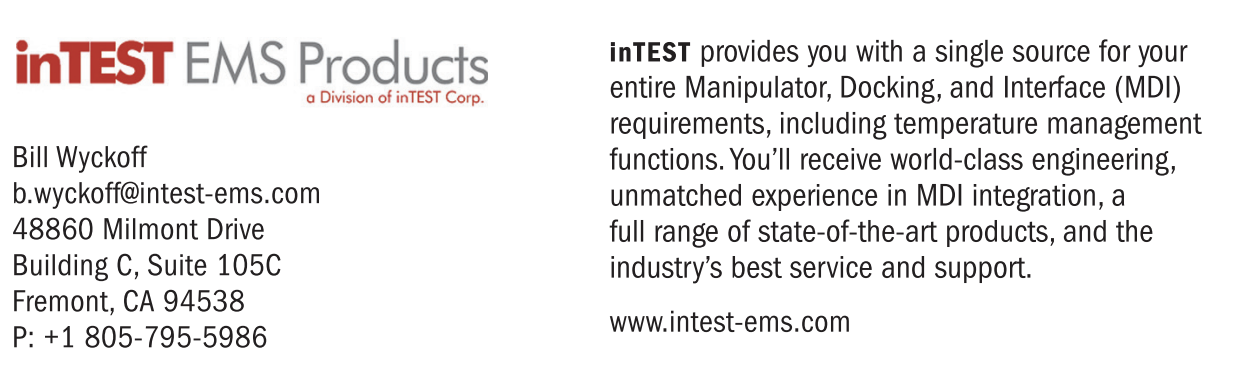 inTEST EMS Products
a Division of inTEST Corp.
Bill Wyckoff
b.wyckoff@intest-ems.com
48860 Milmont Drive
Building C, Suite 105C
Fremont, CA 94538
P: +1 805-795-5986
inTEST provides you with a single source for your
entire Manipulator, Docking, and Interface (MDI)
requirements, including temperature management
functions. You’ll receive world-class engineering,
unmatched experience in MDI integration, a
full range of state-of-the-art products, and the
industry’s best service and support.
www.intest-ems.com